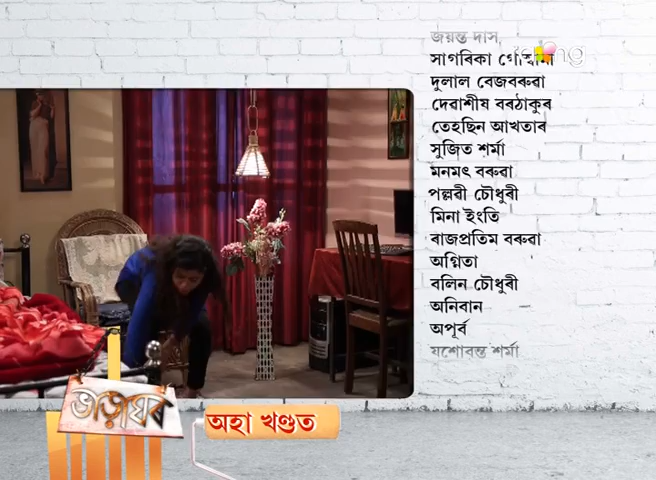 জয়ন্ত দাস
সাগৰিকা গোস্বামী
দুলাল বেজবৰুৱা
দেৱাশীষ বৰঠাকুৰ
তেহছিন আখতাৰ
সুজিত শৰ্মা
মনমৎ বৰুৱা
পল্লৱী চৌধুৰী
মিনা ইংতি
ৰাজপ্ৰতিম বৰুৱা
অগ্নিতা
বলিন চৌধুৰী
অনিবান
অপূৰ্ব
যশোবন্ত শৰ্মা
ভাড়াঘৰ
অহা খণ্ডত